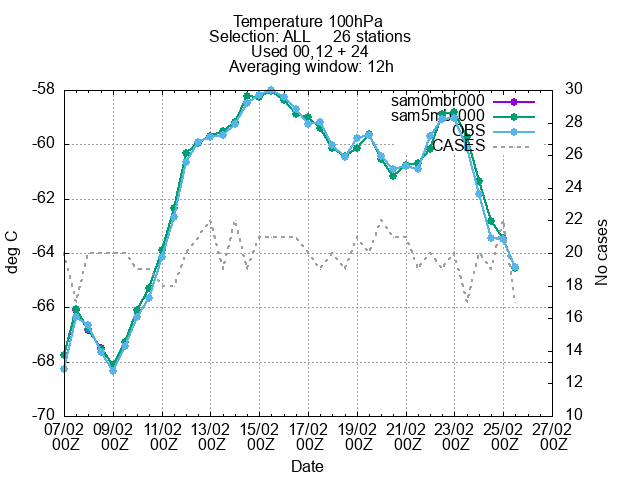 Temperature 100hPa
Selection: ALL 26 stations
Used 00,12 + 24
Averaging window: 12h
-58
-60
-62
-64
-66
-68
-70
deg C
30
28
26
24
22
20
18
16
14
12
10
No cases
sam0mbr000
OBS
CASES
07/02 09/02 11/02 13/02 15/02 17/02 19/02 21/02 23/02 25/02 27/02
00Z 00Z 00Z 00Z 00Z 00Z 00Z 00Z 00Z 00Z 00Z
Date